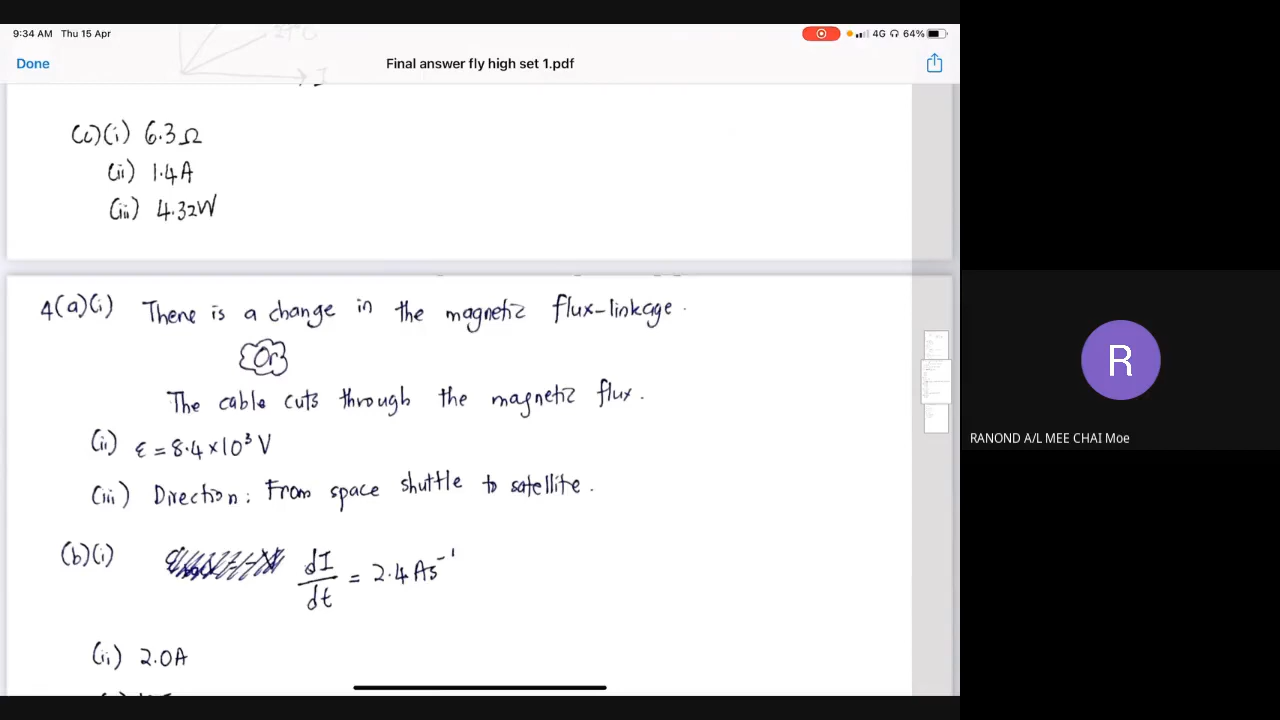 9:34 AM Thu 15 Apr
4G 64%
27°C
Done
Final answer fly high set 1.pdf
I
(c)(i) 6.3Ω
(ii) 1.4A
(iii) 4.32W
4(a)(i) There is a change in the magnetic flux-linkage.
Or
The cable cuts through the magnetic flux.
(ii) ε = 8.4 × 10³ V
(iii) Direction: From space shuttle to satellite.
(b)(i) dI/dt = 2.4 As⁻¹
(ii) 2.0A
R
RANOND A/L MEE CHAI Moe